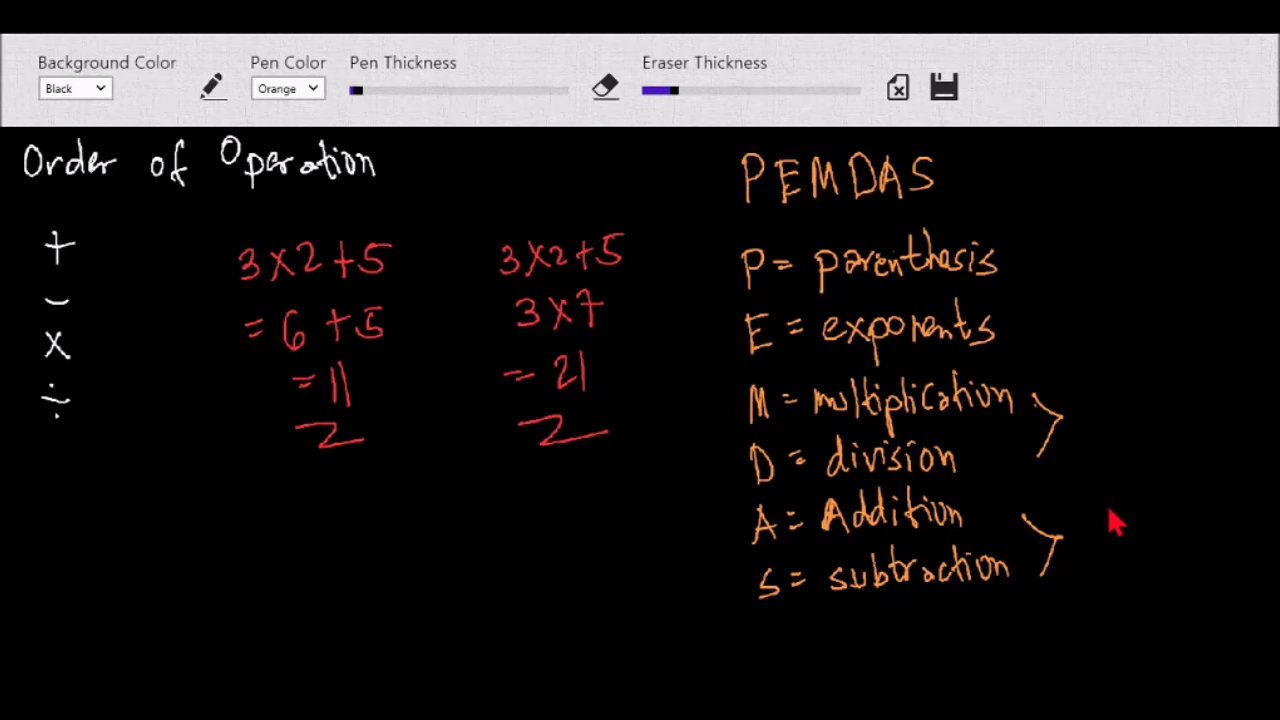 Background Color Pen Color Pen Thickness Eraser Thickness
Black Orange
Order of Operation
+
-
x
÷
3x2+5
= 6+5
= 11
3x2+5
3x7
= 21
PEMDAS
P= parenthesis
E = exponents
M = multiplication
D = division
A = Addition
S = subtraction